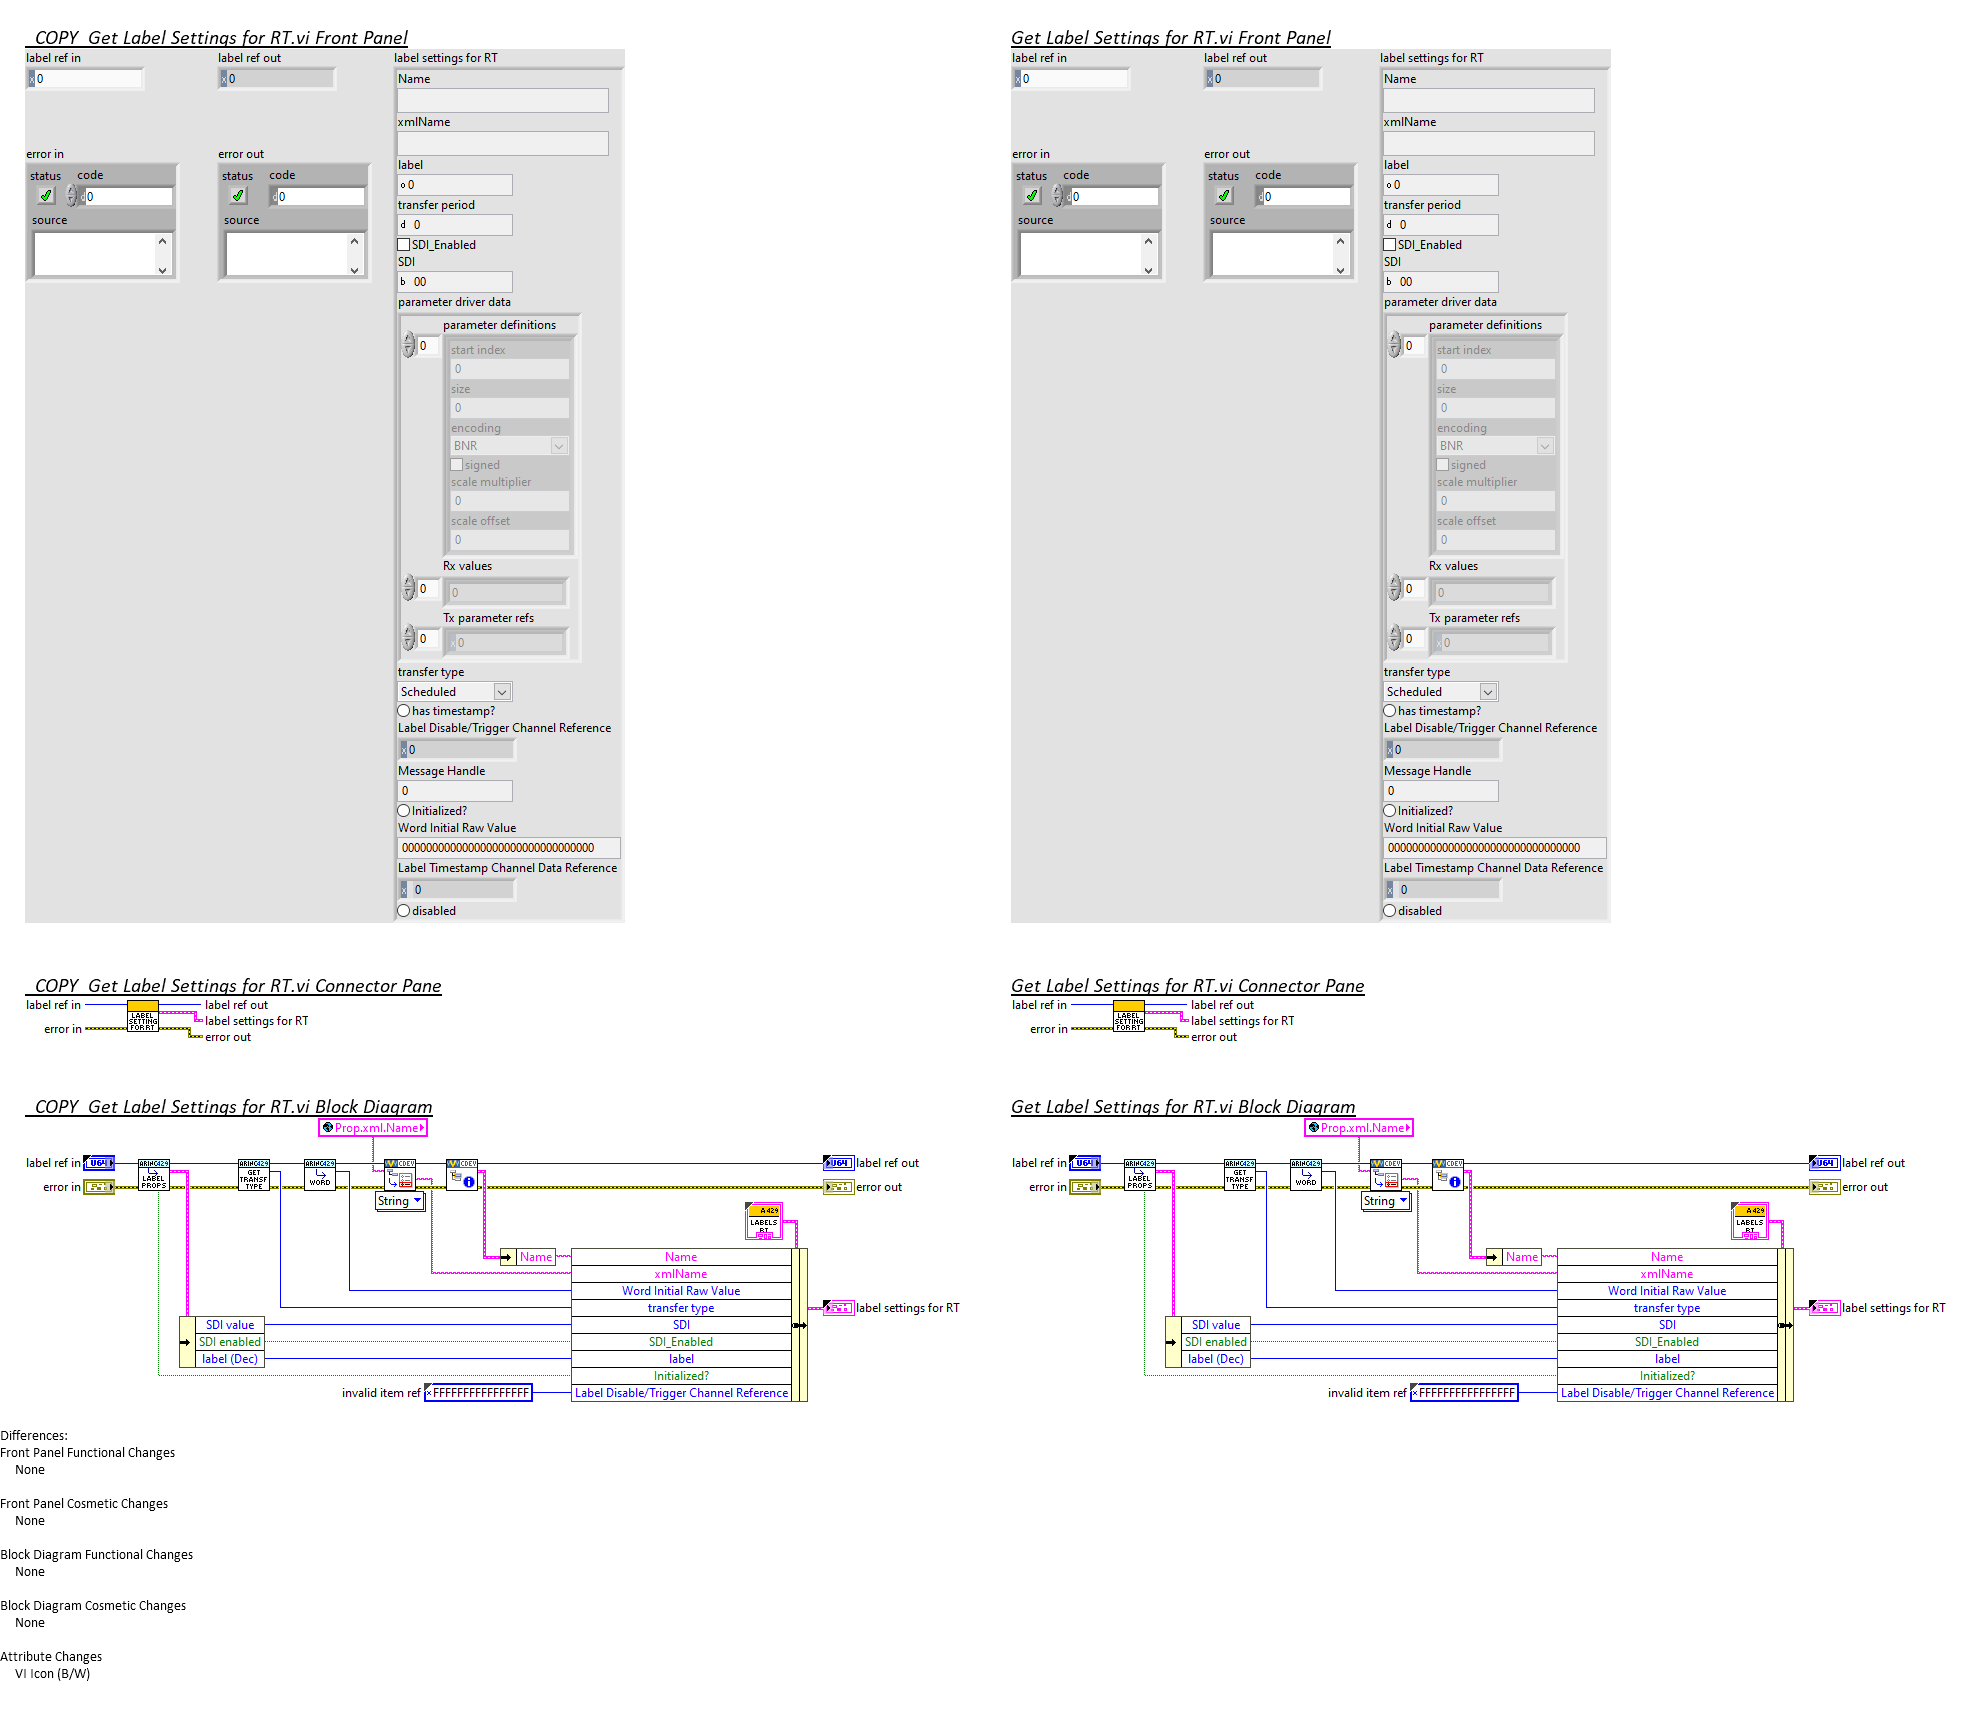 _COPY_Get Label Settings for RT.vi Front Panel
label ref in
x 0
label ref out
x 0
error in
status
code
d 0
source
error out
status
code
d 0
source
label settings for RT
Name
xmlName
label
o 0
transfer period
d 0
SDI_Enabled
SDI
b 00
parameter driver data
parameter definitions
0
start index
0
size
0
encoding
BNR
signed
scale multiplier
0
scale offset
0
Rx values
0
0
Tx parameter refs
0
x 0
transfer type
Scheduled
has timestamp?
Label Disable/Trigger Channel Reference
x 0
Message Handle
0
Initialized?
Word Initial Raw Value
00000000000000000000000000000000
Label Timestamp Channel Data Reference
x 0
disabled
Get Label Settings for RT.vi Front Panel
label ref in
x 0
label ref out
x 0
error in
status
code
d 0
source
error out
status
code
d 0
source
label settings for RT
Name
xmlName
label
o 0
transfer period
d 0
SDI_Enabled
SDI
b 00
parameter driver data
parameter definitions
0
start index
0
size
0
encoding
BNR
signed
scale multiplier
0
scale offset
0
Rx values
0
0
Tx parameter refs
0
x 0
transfer type
Scheduled
has timestamp?
Label Disable/Trigger Channel Reference
x 0
Message Handle
0
Initialized?
Word Initial Raw Value
00000000000000000000000000000000
Label Timestamp Channel Data Reference
x 0
disabled
_COPY_Get Label Settings for RT.vi Connector Pane
label ref in
error in
LABEL
SETTING
FOR RT
label ref out
label settings for RT
error out
Get Label Settings for RT.vi Connector Pane
label ref in
error in
LABEL
SETTING
FOR RT
label ref out
label settings for RT
error out
_COPY_Get Label Settings for RT.vi Block Diagram
Prop.xml.Name
label ref in
U64
error in
ARINC429
LABEL
PROPS
ARINC429
GET
TRANSF
TYPE
ARINC429
WORD
CDEV
String
CDEV
U64
label ref out
error out
A429
LABELS
RT
Name
Name
xmlName
Word Initial Raw Value
transfer type
SDI
SDI_Enabled
label
Initialized?
Label Disable/Trigger Channel Reference
SDI value
SDI enabled
label (Dec)
invalid item ref
x FFFFFFFFFFFFFFFF
label settings for RT
Get Label Settings for RT.vi Block Diagram
Prop.xml.Name
label ref in
U64
error in
ARINC429
LABEL
PROPS
ARINC429
GET
TRANSF
TYPE
ARINC429
WORD
CDEV
String
CDEV
U64
label ref out
error out
A429
LABELS
RT
Name
Name
xmlName
Word Initial Raw Value
transfer type
SDI
SDI_Enabled
label
Initialized?
Label Disable/Trigger Channel Reference
SDI value
SDI enabled
label (Dec)
invalid item ref
x FFFFFFFFFFFFFFFF
label settings for RT
Differences:
Front Panel Functional Changes
None
Front Panel Cosmetic Changes
None
Block Diagram Functional Changes
None
Block Diagram Cosmetic Changes
None
Attribute Changes
VI Icon (B/W)